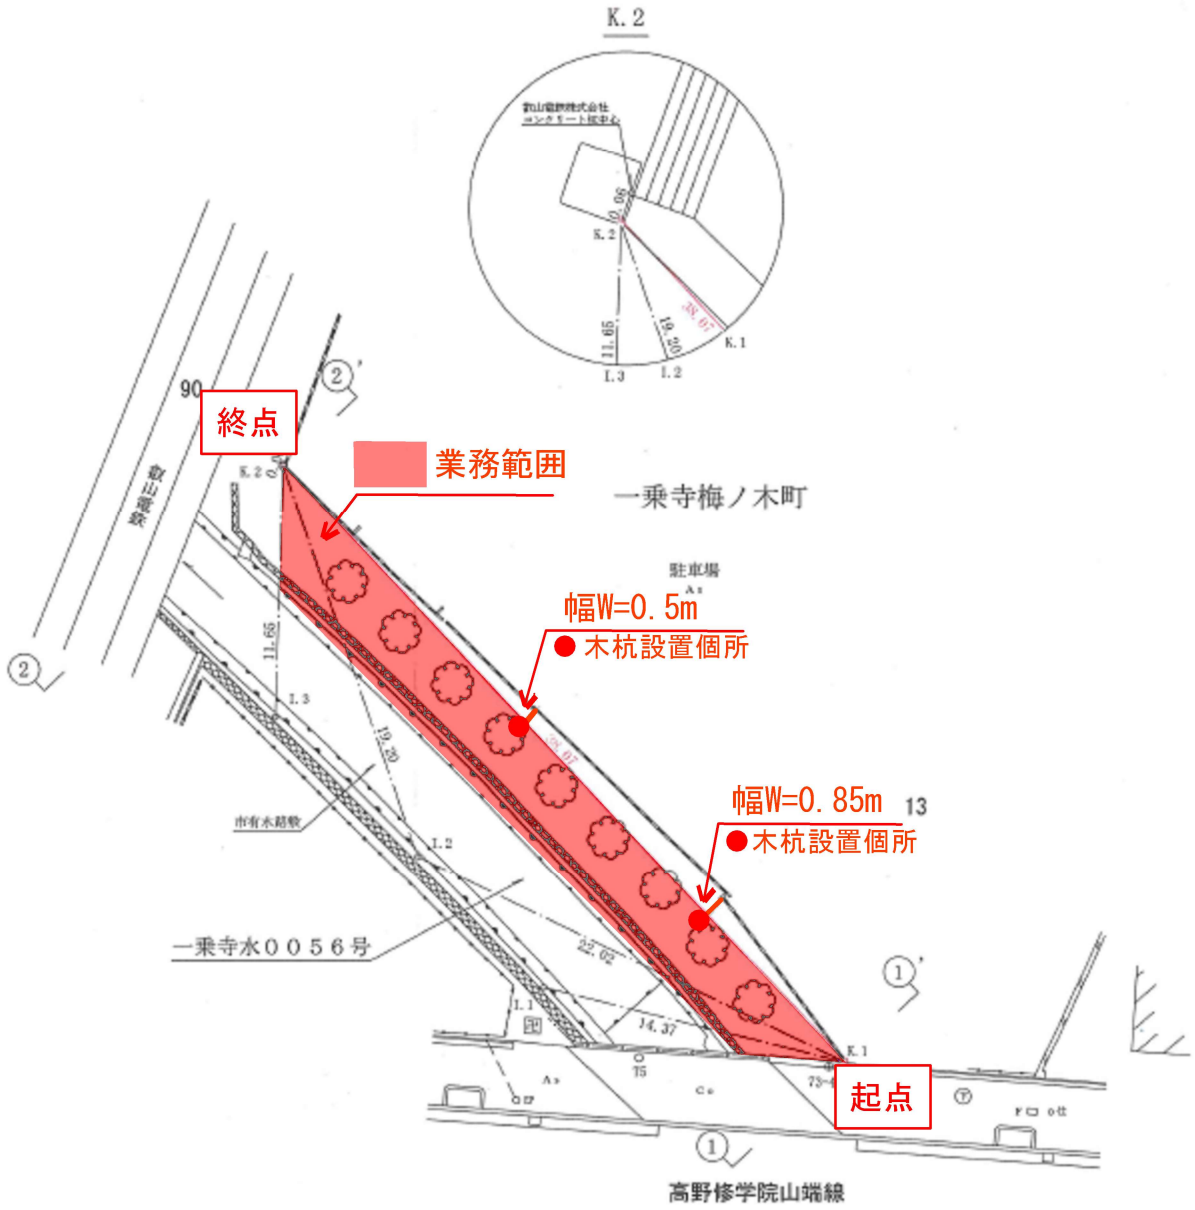 K.2
叡山電鉄株式会社
コンクリート杭中心
0.06
K.2
38.07
19.20
11.65
K.1
I.2
I.3
②'
90
終点
K.2
業務範囲
叡山電鉄
一乗寺梅ノ木町
駐車場
As
幅W=0.5m
木杭設置個所
②
11.65
I.3
19.20
38.07
幅W=0.85m
13
木杭設置個所
市有水路敷
I.2
一乗寺水0056号
22.02
①'
I.1
14.37
K.1
75
As
Co
起点
①
高野修学院山端線